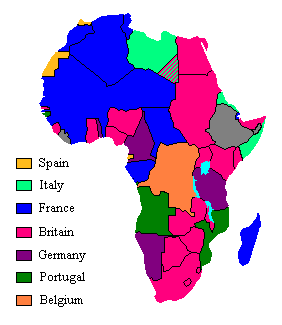 Spain
Italy
France
Britain
Germany
Portugal
Belgium